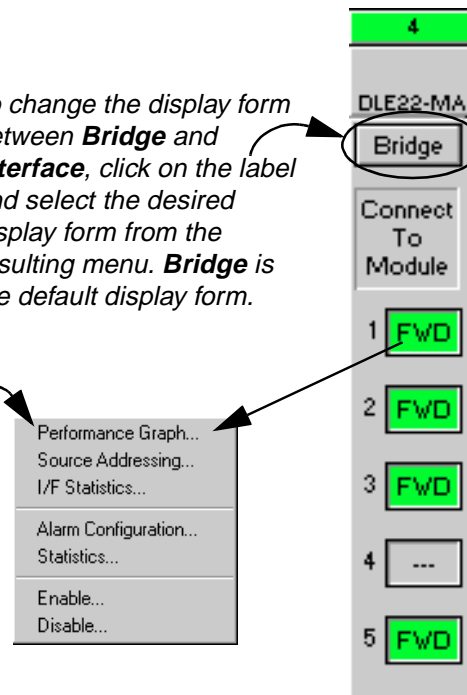 4
DLE22-MA
Bridge
Connect
To
Module
o change the display form
etween Bridge and
terface, click on the label
nd select the desired
splay form from the
sulting menu. Bridge is
e default display form.
1 FWD
2 FWD
3 FWD
4 ---
5 FWD
Performance Graph...
Source Addressing...
I/F Statistics...
Alarm Configuration...
Statistics...
Enable...
Disable...